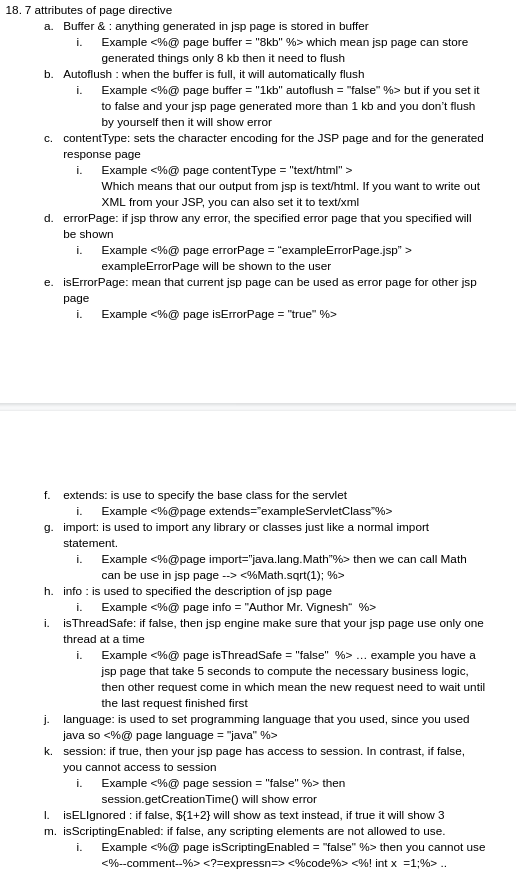 18. 7 attributes of page directive
a. Buffer & : anything generated in jsp page is stored in buffer
i. Example <%@ page buffer = "8kb" %> which mean jsp page can store
generated things only 8 kb then it need to flush
b. Autoflush : when the buffer is full, it will automatically flush
i. Example <%@ page buffer = "1kb" autoflush = "false" %> but if you set it
to false and your jsp page generated more than 1 kb and you don’t flush
by yourself then it will show error
c. contentType: sets the character encoding for the JSP page and for the generated
response page
i. Example <%@ page contentType = "text/html" >
Which means that our output from jsp is text/html. If you want to write out
XML from your JSP, you can also set it to text/xml
d. errorPage: if jsp throw any error, the specified error page that you specified will
be shown
i. Example <%@ page errorPage = “exampleErrorPage.jsp” >
exampleErrorPage will be shown to the user
e. isErrorPage: mean that current jsp page can be used as error page for other jsp
page
i. Example <%@ page isErrorPage = "true" %>
f. extends: is use to specify the base class for the servlet
i. Example <%@page extends=”exampleServletClass”%>
g. import: is used to import any library or classes just like a normal import
statement.
i. Example <%@page import=”java.lang.Math”%> then we can call Math
can be use in jsp page --> <%Math.sqrt(1); %>
h. info : is used to specified the description of jsp page
i. Example <%@ page info = "Author Mr. Vignesh“ %>
i. isThreadSafe: if false, then jsp engine make sure that your jsp page use only one
thread at a time
i. Example <%@ page isThreadSafe = "false" %> … example you have a
jsp page that take 5 seconds to compute the necessary business logic,
then other request come in which mean the new request need to wait until
the last request finished first
j. language: is used to set programming language that you used, since you used
java so <%@ page language = "java" %>
k. session: if true, then your jsp page has access to session. In contrast, if false,
you cannot access to session
i. Example <%@ page session = "false" %> then
session.getCreationTime() will show error
l. isELIgnored : if false, ${1+2} will show as text instead, if true it will show 3
m. isScriptingEnabled: if false, any scripting elements are not allowed to use.
i. Example <%@ page isScriptingEnabled = "false" %> then you cannot use
<%--comment--%> <?=expressn=> <%code%> <%! int x =1;%> ..